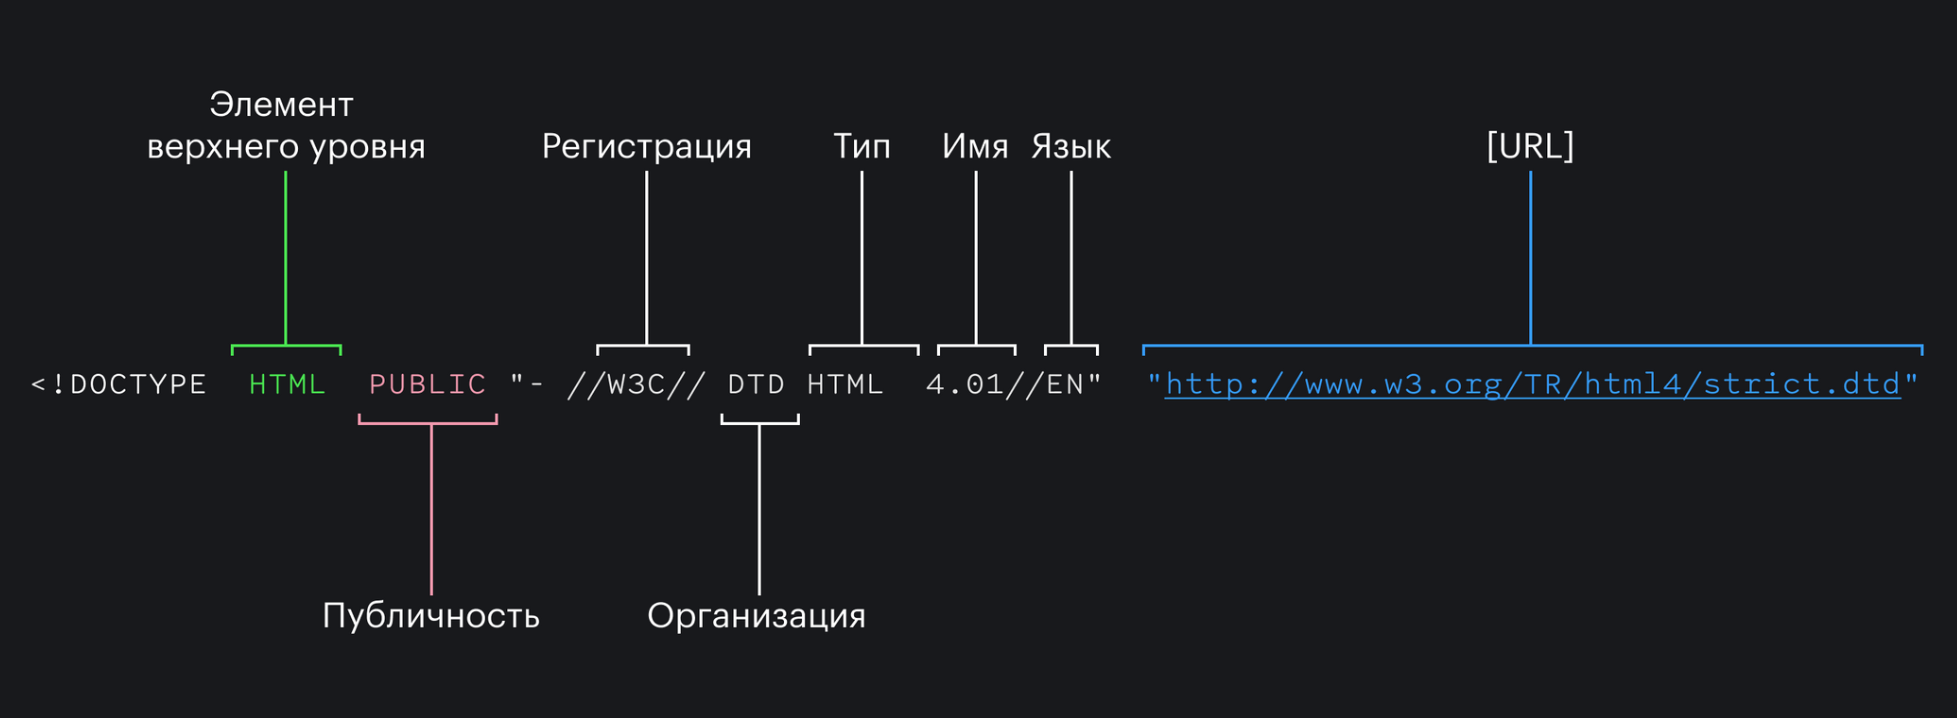 Элемент
верхнего уровня
Регистрация
Тип
Имя
Язык
[URL]
<!DOCTYPE HTML PUBLIC "- //W3C// DTD HTML 4.01//EN" "http://www.w3.org/TR/html4/strict.dtd"
Публичность
Организация